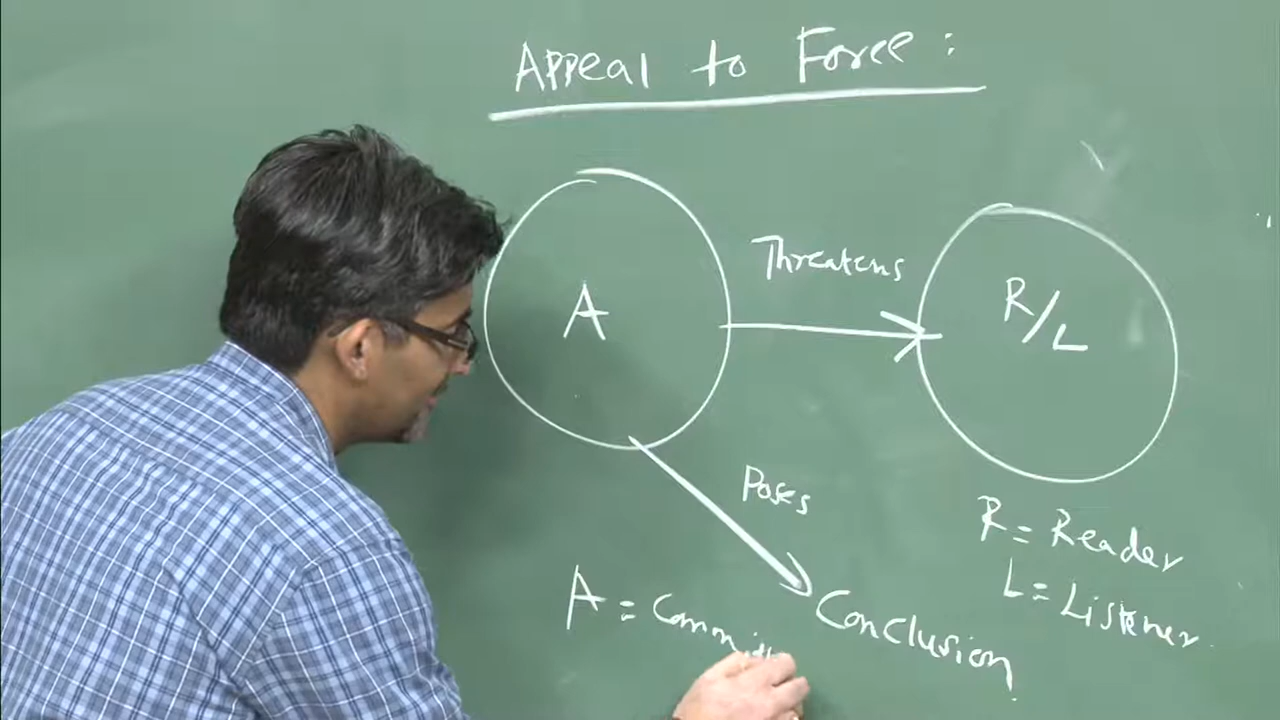 Appeal to Force :
A
Threatens
R/L
Poses
Conclusion
R = Reader
L = Listener
A =